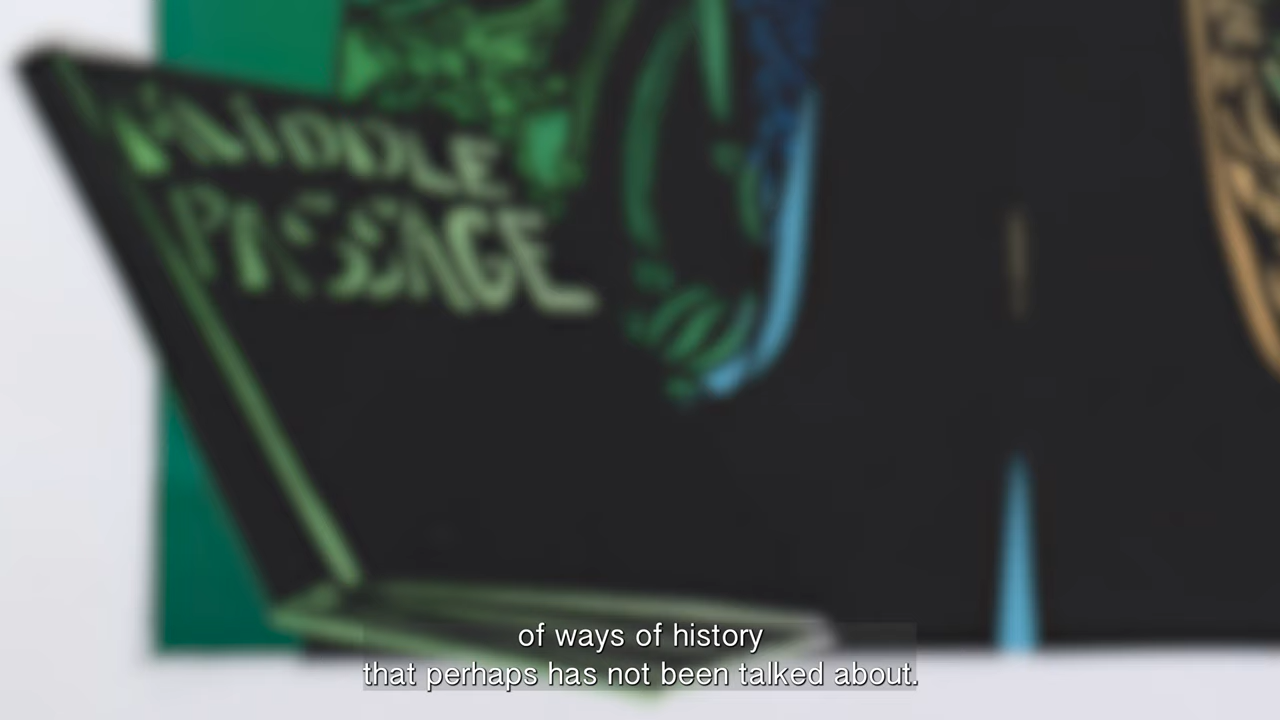 MIDDLE
PASSAGE
of ways of history
that perhaps has not been talked about.